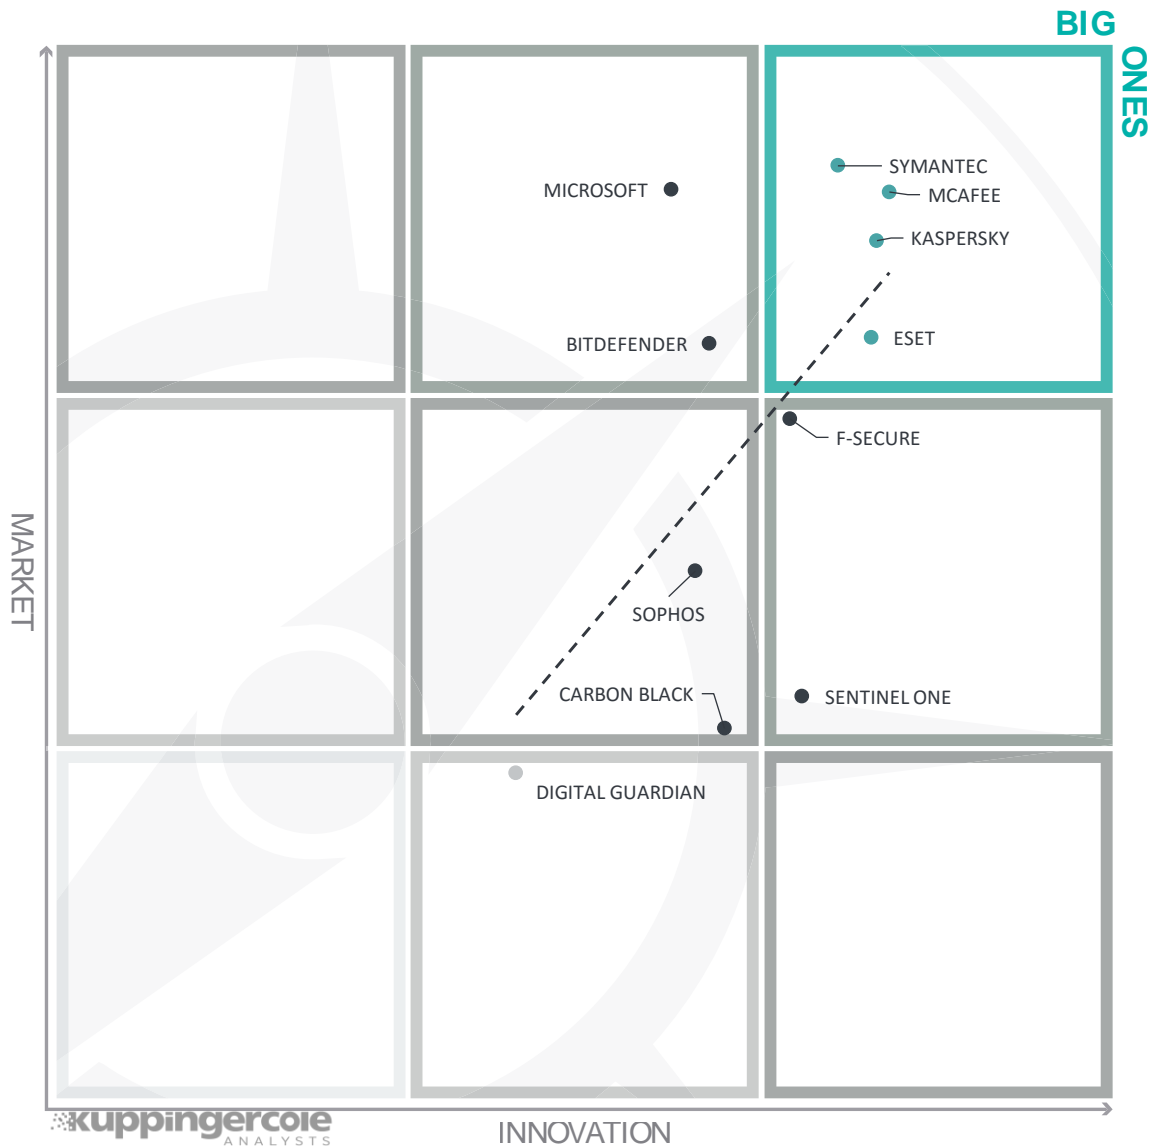 BIG
ONES
SYMANTEC
MICROSOFT
MCAFEE
KASPERSKY
BITDEFENDER
ESET
F-SECURE
MARKET
SOPHOS
CARBON BLACK
SENTINEL ONE
DIGITAL GUARDIAN
kuppingercole
ANALYSTS
INNOVATION